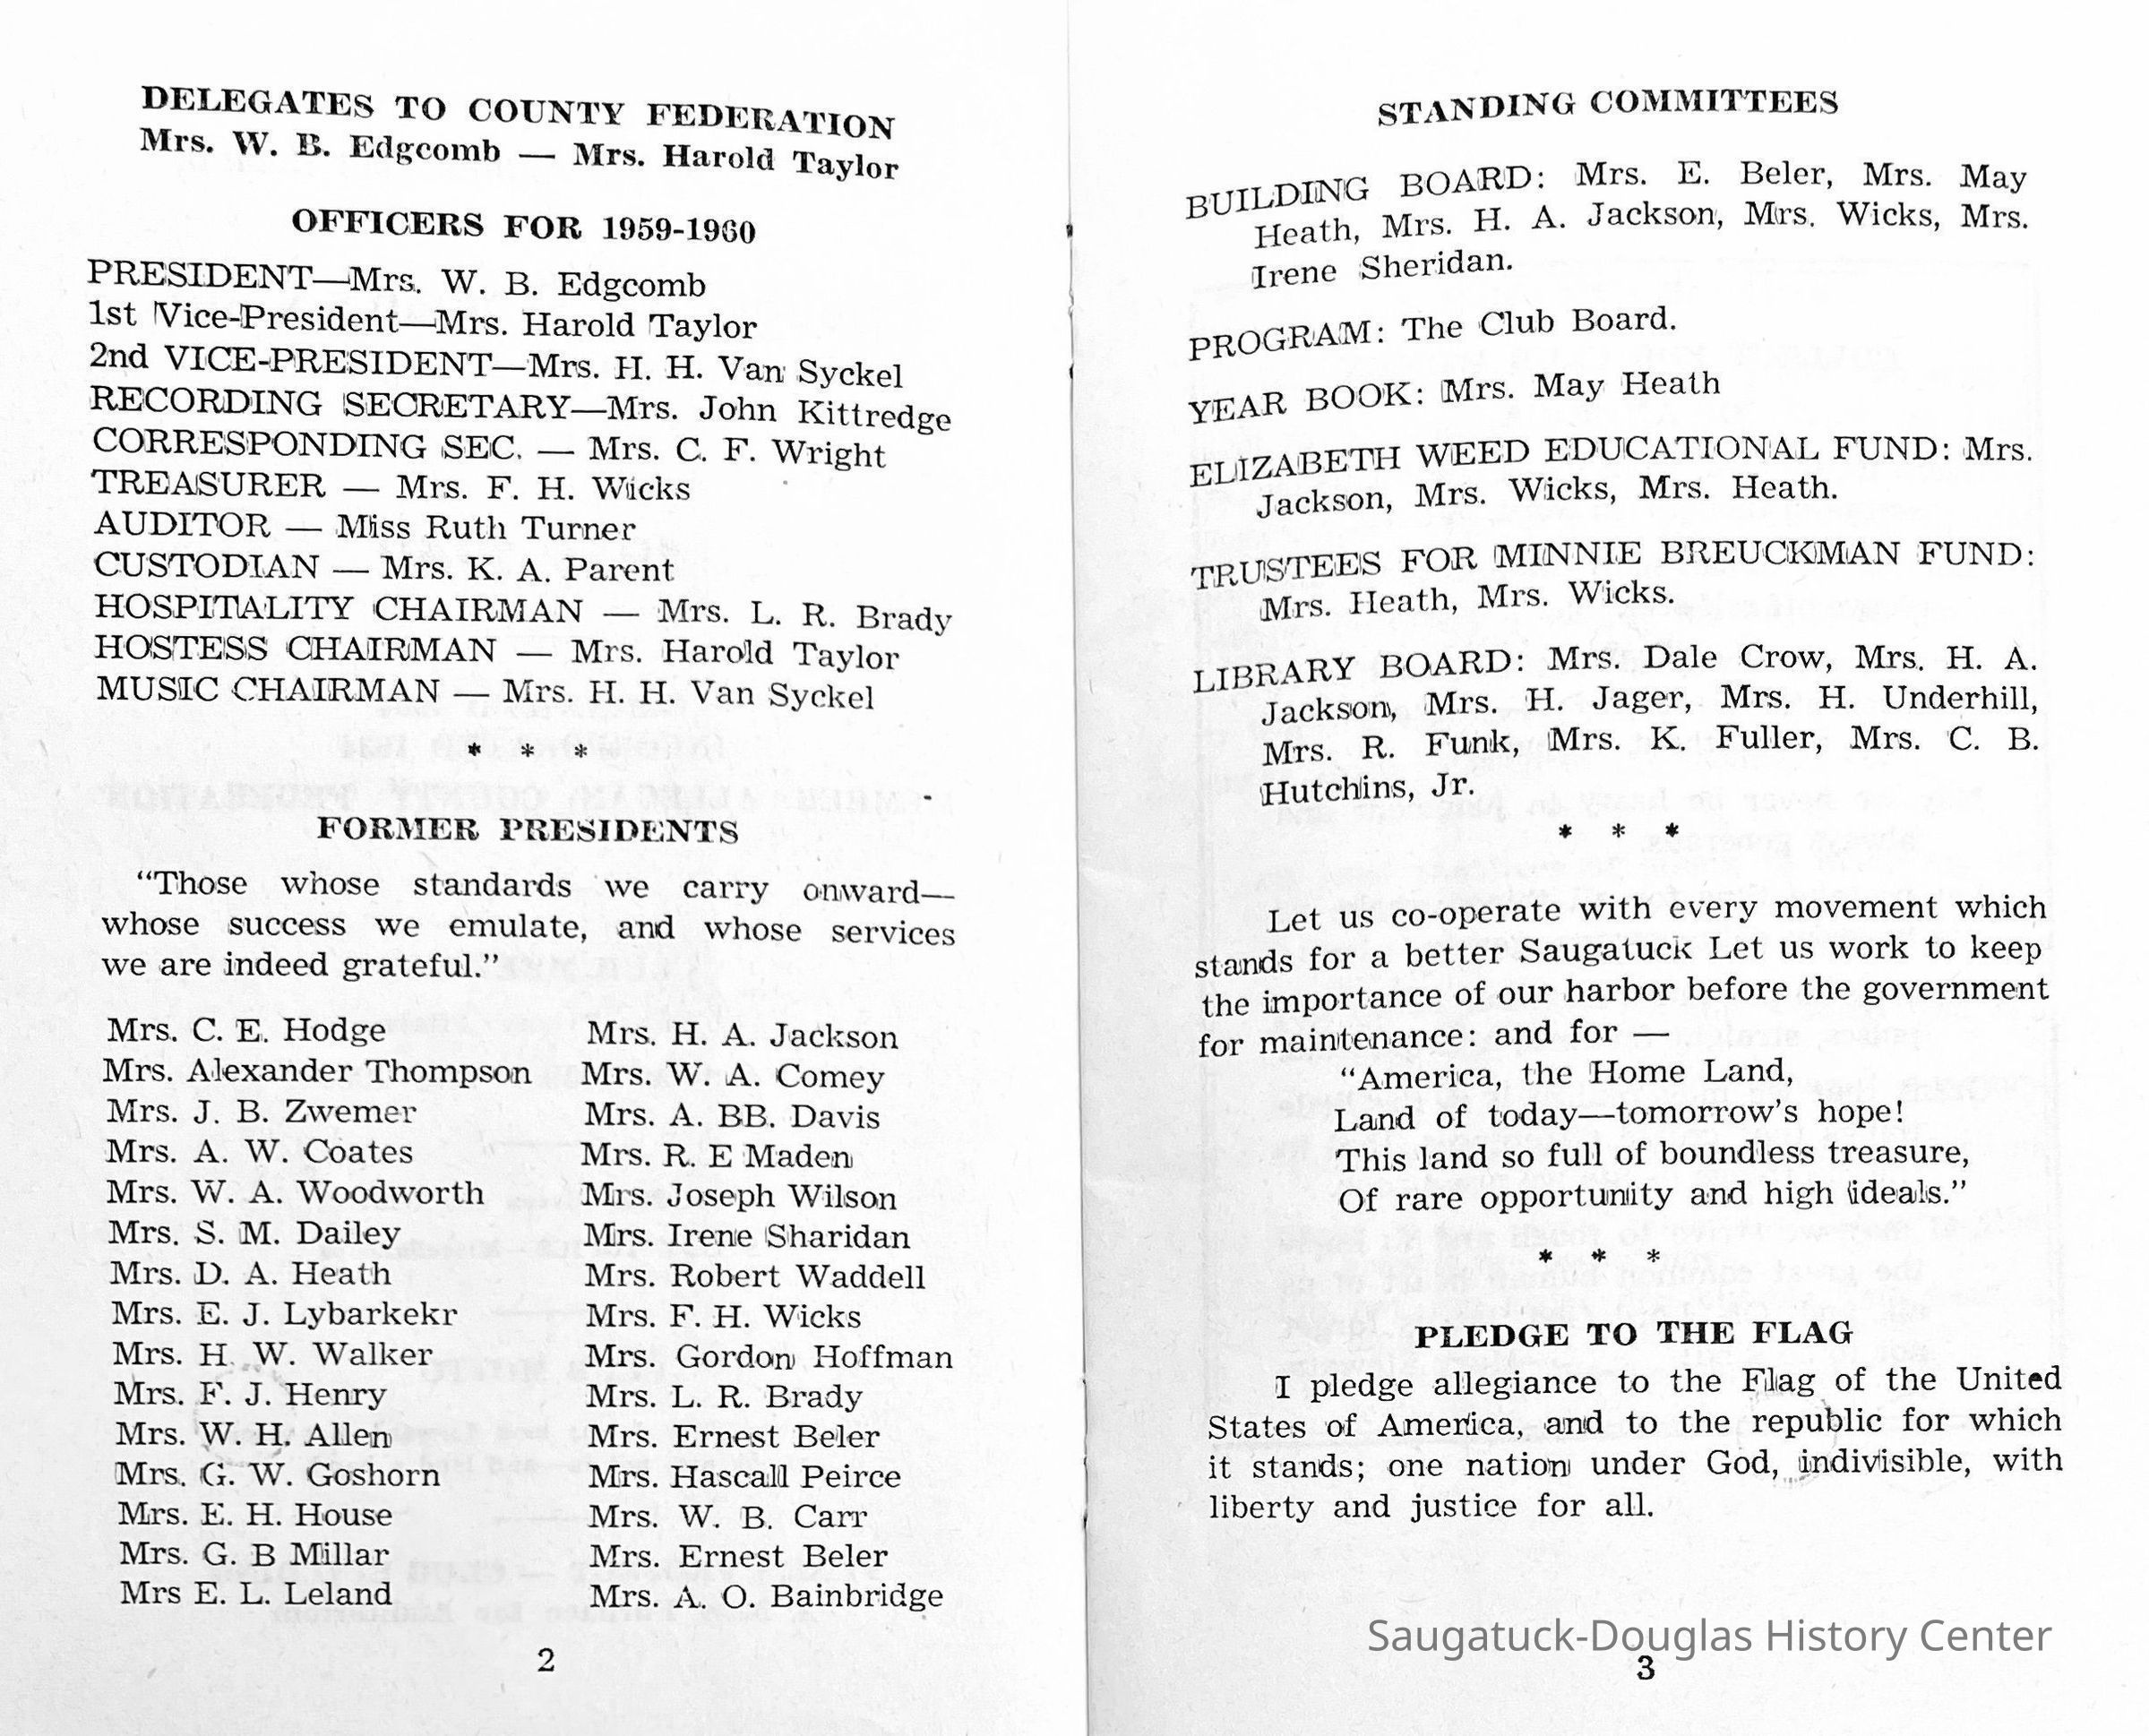 DELEGATES TO COUNTY FEDERATION
Mrs. W. B. Edgcomb — Mrs. Harold Taylor
OFFICERS FOR 1959-1960
PRESIDENT—Mrs. W. B. Edgcomb
1st Vice-President—Mrs. Harold Taylor
2nd VICE-PRESIDENT—Mrs. H. H. Van Syckel
RECORDING SECRETARY—Mrs. John Kittredge
CORRESPONDING SEC. — Mrs. C. F. Wright
TREASURER — Mrs. F. H. Wicks
AUDITOR — Miss Ruth Turner
CUSTODIAN — Mrs. K. A. Parent
HOSPITALITY CHAIRMAN — Mrs. L. R. Brady
HOSTESS CHAIRMAN — Mrs. Harold Taylor
MUSIC CHAIRMAN — Mrs. H. H. Van Syckel
* * *
FORMER PRESIDENTS
“Those whose standards we carry onward—
whose success we emulate, and whose services
we are indeed grateful.”
Mrs. C. E. Hodge
Mrs. Alexander Thompson
Mrs. J. B. Zwemer
Mrs. A. W. Coates
Mrs. W. A. Woodworth
Mrs. S. M. Dailey
Mrs. D. A. Heath
Mrs. E. J. Lybarkekr
Mrs. H. W. Walker
Mrs. F. J. Henry
Mrs. W. H. Allen
Mrs. G. W. Goshorn
Mrs. E. H. House
Mrs. G. B Millar
Mrs E. L. Leland
Mrs. H. A. Jackson
Mrs. W. A. Comey
Mrs. A. BB. Davis
Mrs. R. E Maden
Mrs. Joseph Wilson
Mrs. Irene Sharidan
Mrs. Robert Waddell
Mrs. F. H. Wicks
Mrs. Gordon Hoffman
Mrs. L. R. Brady
Mrs. Ernest Beler
Mrs. Hascall Peirce
Mrs. W. B. Carr
Mrs. Ernest Beler
Mrs. A. O. Bainbridge
2
STANDING COMMITTEES
BUILDING BOARD: Mrs. E. Beler, Mrs. May
Heath, Mrs. H. A. Jackson, Mrs. Wicks, Mrs.
Irene Sheridan.
PROGRAM: The Club Board.
YEAR BOOK: Mrs. May Heath
ELIZABETH WEED EDUCATIONAL FUND: Mrs.
Jackson, Mrs. Wicks, Mrs. Heath.
TRUSTEES FOR MINNIE BREUCKMAN FUND:
Mrs. Heath, Mrs. Wicks.
LIBRARY BOARD: Mrs. Dale Crow, Mrs. H. A.
Jackson, Mrs. H. Jager, Mrs. H. Underhill,
Mrs. R. Funk, Mrs. K. Fuller, Mrs. C. B.
Hutchins, Jr.
* * *
Let us co-operate with every movement which
stands for a better Saugatuck Let us work to keep
the importance of our harbor before the government
for maintenance: and for —
“America, the Home Land,
Land of today—tomorrow’s hope!
This land so full of boundless treasure,
Of rare opportunity and high ideals.”
* * *
PLEDGE TO THE FLAG
I pledge allegiance to the Flag of the United
States of America, and to the republic for which
it stands; one nation under God, indivisible, with
liberty and justice for all.
Saugatuck-Douglas History Center
3